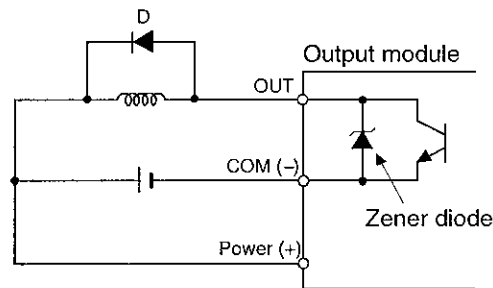 D
Output module
OUT
COM (–)
Zener diode
Power (+)